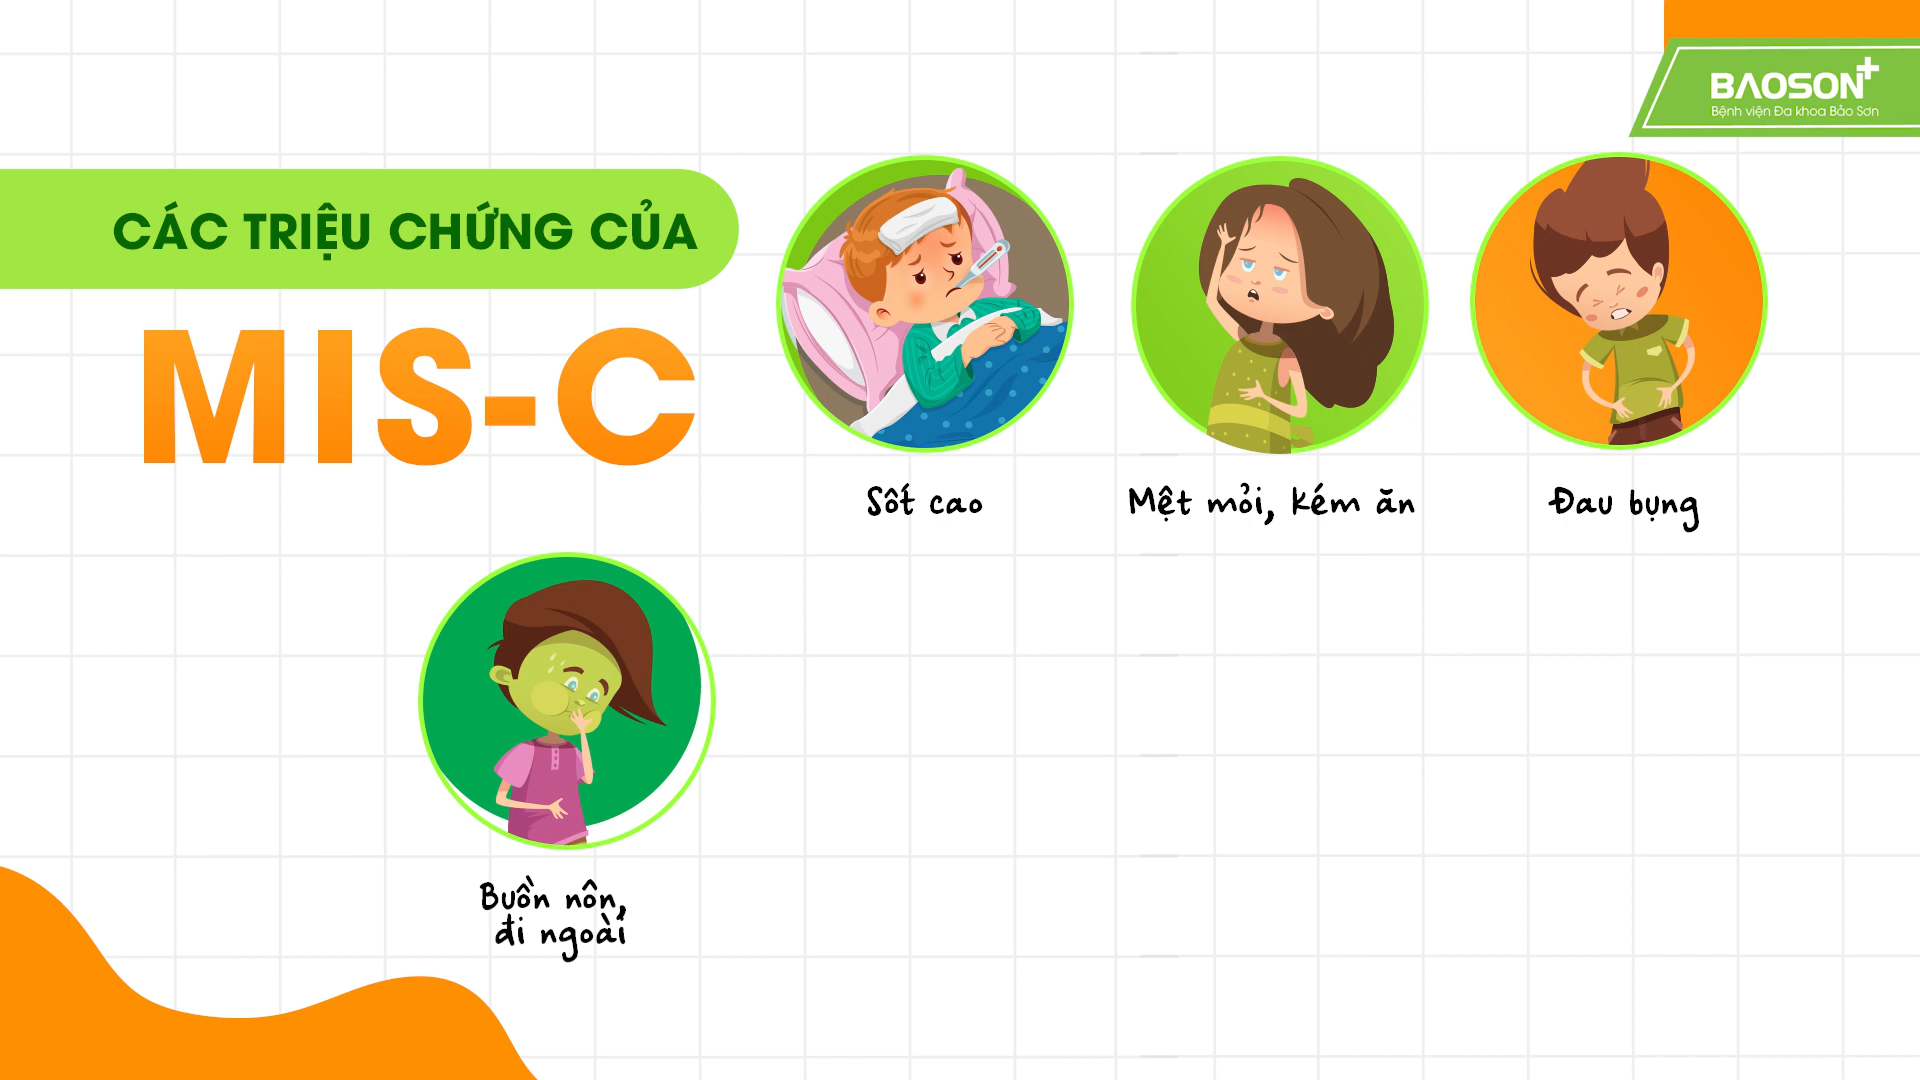 BAOSON+
Bệnh viện Đa khoa Bảo Sơn
CÁC TRIỆU CHỨNG CỦA
MIS-C
Sốt cao
Mệt mỏi, kém ăn
Đau bụng
Buồn nôn,
đi ngoài